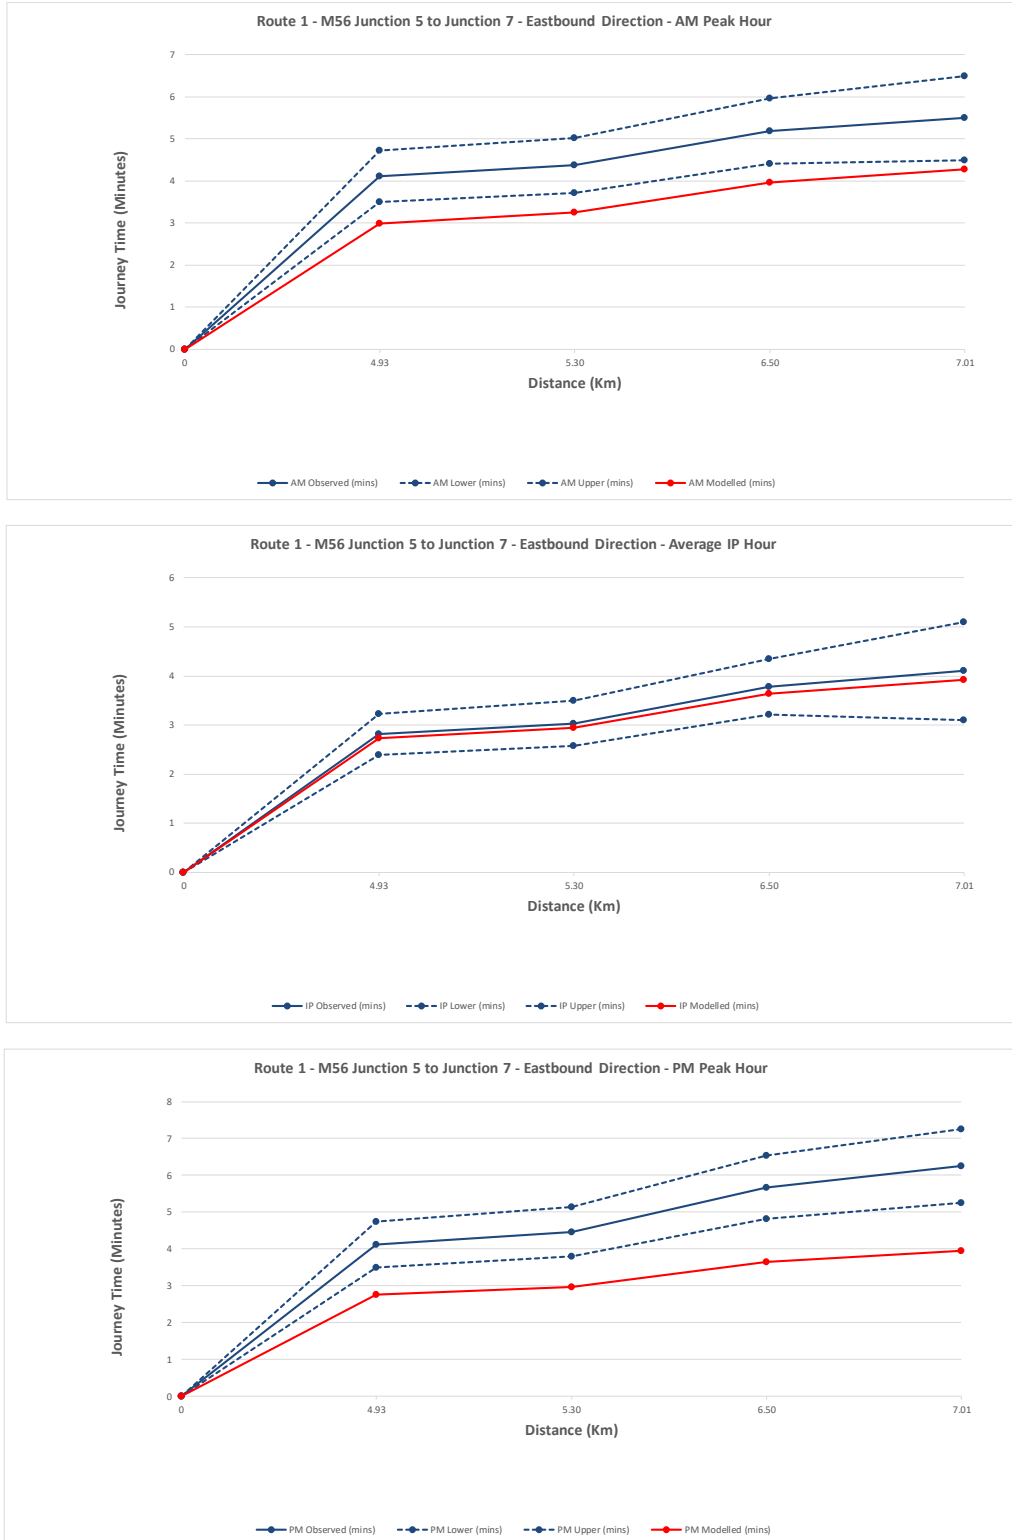 Route 1 - M56 Junction 5 to Junction 7 - Eastbound Direction - AM Peak Hour
7
6
5
4
3
2
1
0
Journey Time (Minutes)
0 4.93 5.30 6.50 7.01
Distance (Km)
AM Observed (mins) AM Lower (mins) AM Upper (mins) AM Modelled (mins)
Route 1 - M56 Junction 5 to Junction 7 - Eastbound Direction - Average IP Hour
6
5
4
3
2
1
0
Journey Time (Minutes)
0 4.93 5.30 6.50 7.01
Distance (Km)
IP Observed (mins) IP Lower (mins) IP Upper (mins) IP Modelled (mins)
Route 1 - M56 Junction 5 to Junction 7 - Eastbound Direction - PM Peak Hour
8
7
6
5
4
3
2
1
0
Journey Time (Minutes)
0 4.93 5.30 6.50 7.01
Distance (Km)
PM Observed (mins) PM Lower (mins) PM Upper (mins) PM Modelled (mins)